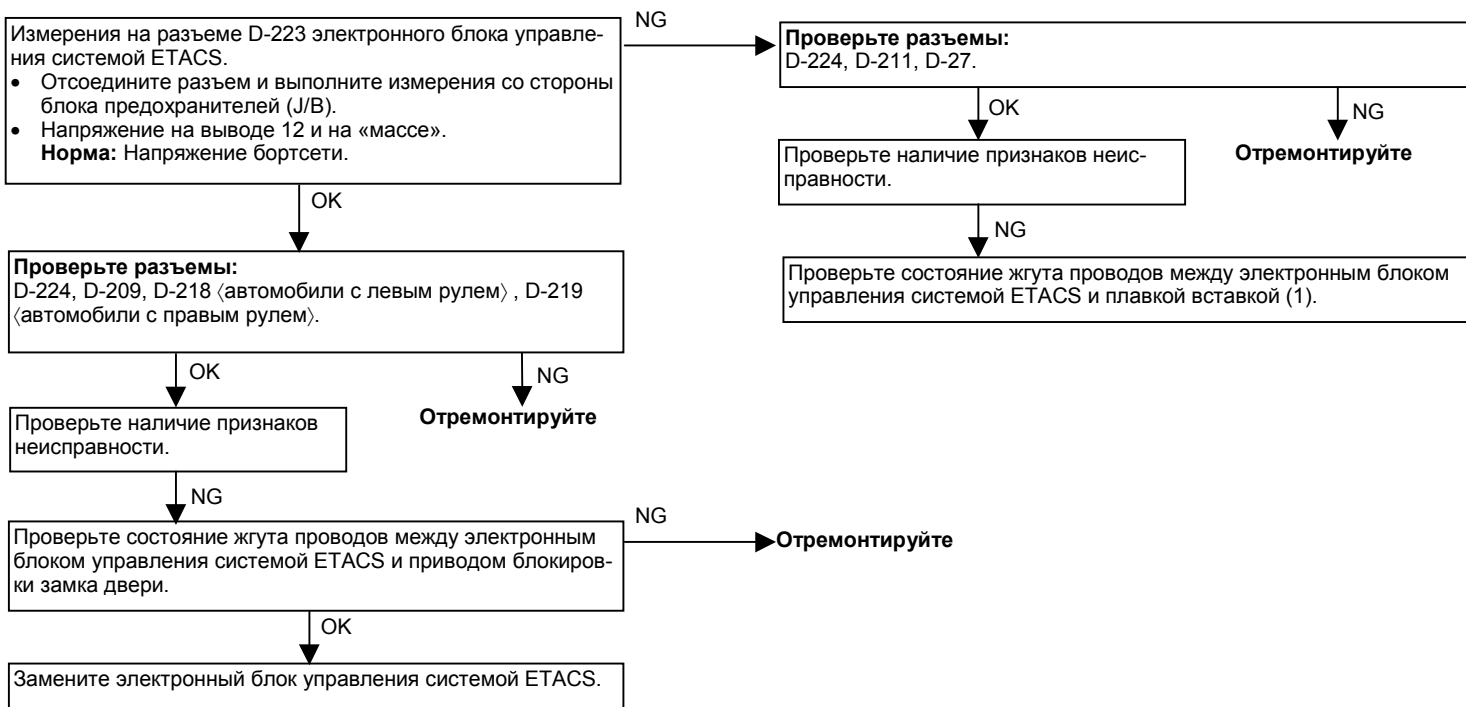 Измерения на разъеме D-223 электронного блока управле-
ния системой ETACS.
• Отсоедините разъем и выполните измерения со стороны
блока предохранителей (J/B).
• Напряжение на выводе 12 и на «массе».
Норма: Напряжение бортсети.
NG
Проверьте разъемы:
D-224, D-211, D-27.
OK
NG
Проверьте наличие признаков неис-
правности.
Отремонтируйте
NG
Проверьте состояние жгута проводов между электронным блоком
управления системой ETACS и плавкой вставкой (1).
OK
Проверьте разъемы:
D-224, D-209, D-218 〈автомобили с левым рулем〉 , D-219
〈автомобили с правым рулем〉.
OK
NG
Проверьте наличие признаков
неисправности.
Отремонтируйте
NG
Проверьте состояние жгута проводов между электронным
блоком управления системой ETACS и приводом блокиров-
ки замка двери.
NG
Отремонтируйте
OK
Замените электронный блок управления системой ETACS.